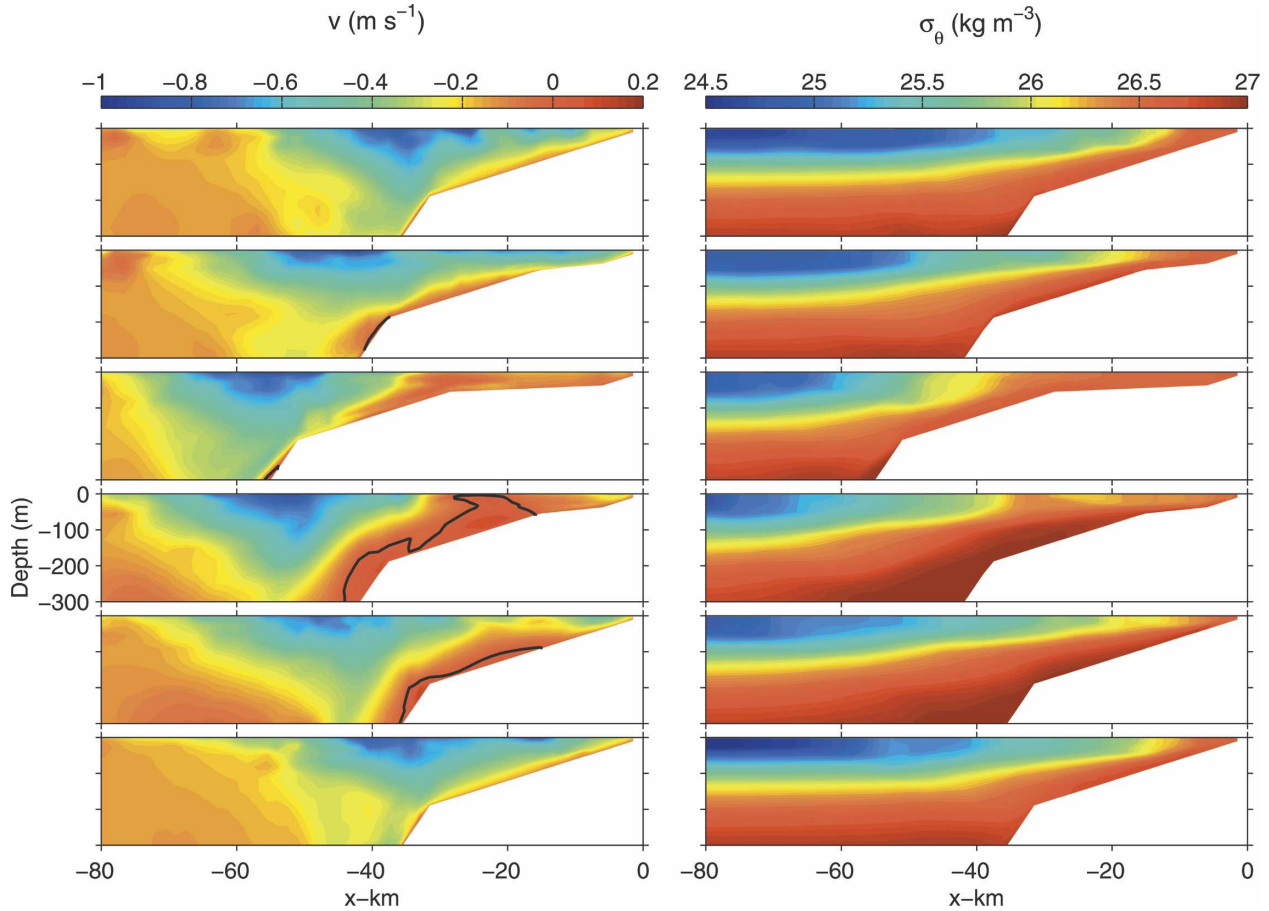 v (m s⁻¹)
σ_θ (kg m⁻³)
−1 −0.8 −0.6 −0.4 −0.2 0 0.2
24.5 25 25.5 26 26.5 27
Depth (m)
0
−100
−200
−300
−80 −60 −40 −20 0
−80 −60 −40 −20 0
x−km
x−km